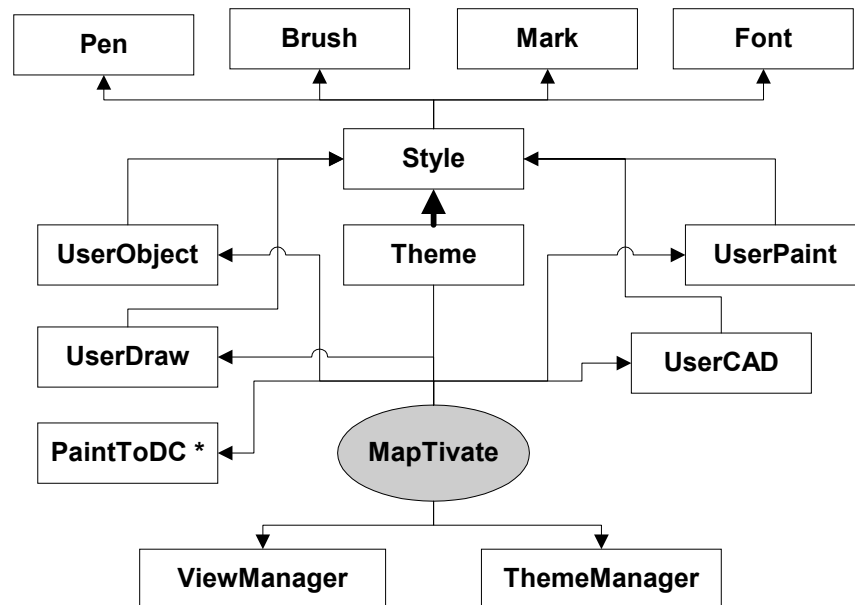 Pen
Brush
Mark
Font
Style
UserObject
Theme
UserPaint
UserDraw
UserCAD
PaintToDC *
MapTivate
ViewManager
ThemeManager